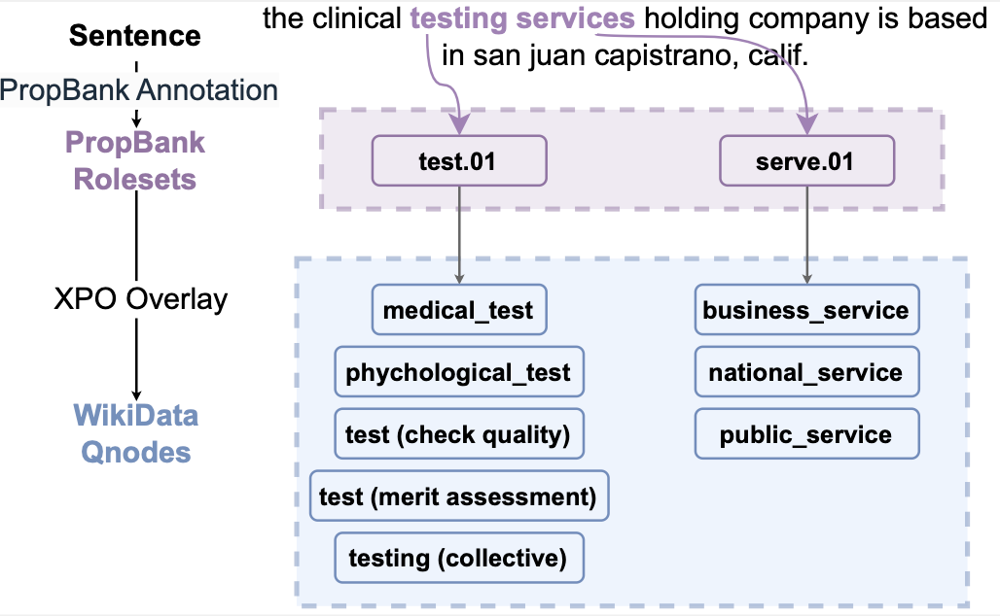 the clinical testing services holding company is based
in san juan capistrano, calif.
Sentence
PropBank Annotation
PropBank
Rolesets
XPO Overlay
WikiData
Qnodes
test.01
serve.01
medical_test
phychological_test
test (check quality)
test (merit assessment)
testing (collective)
business_service
national_service
public_service